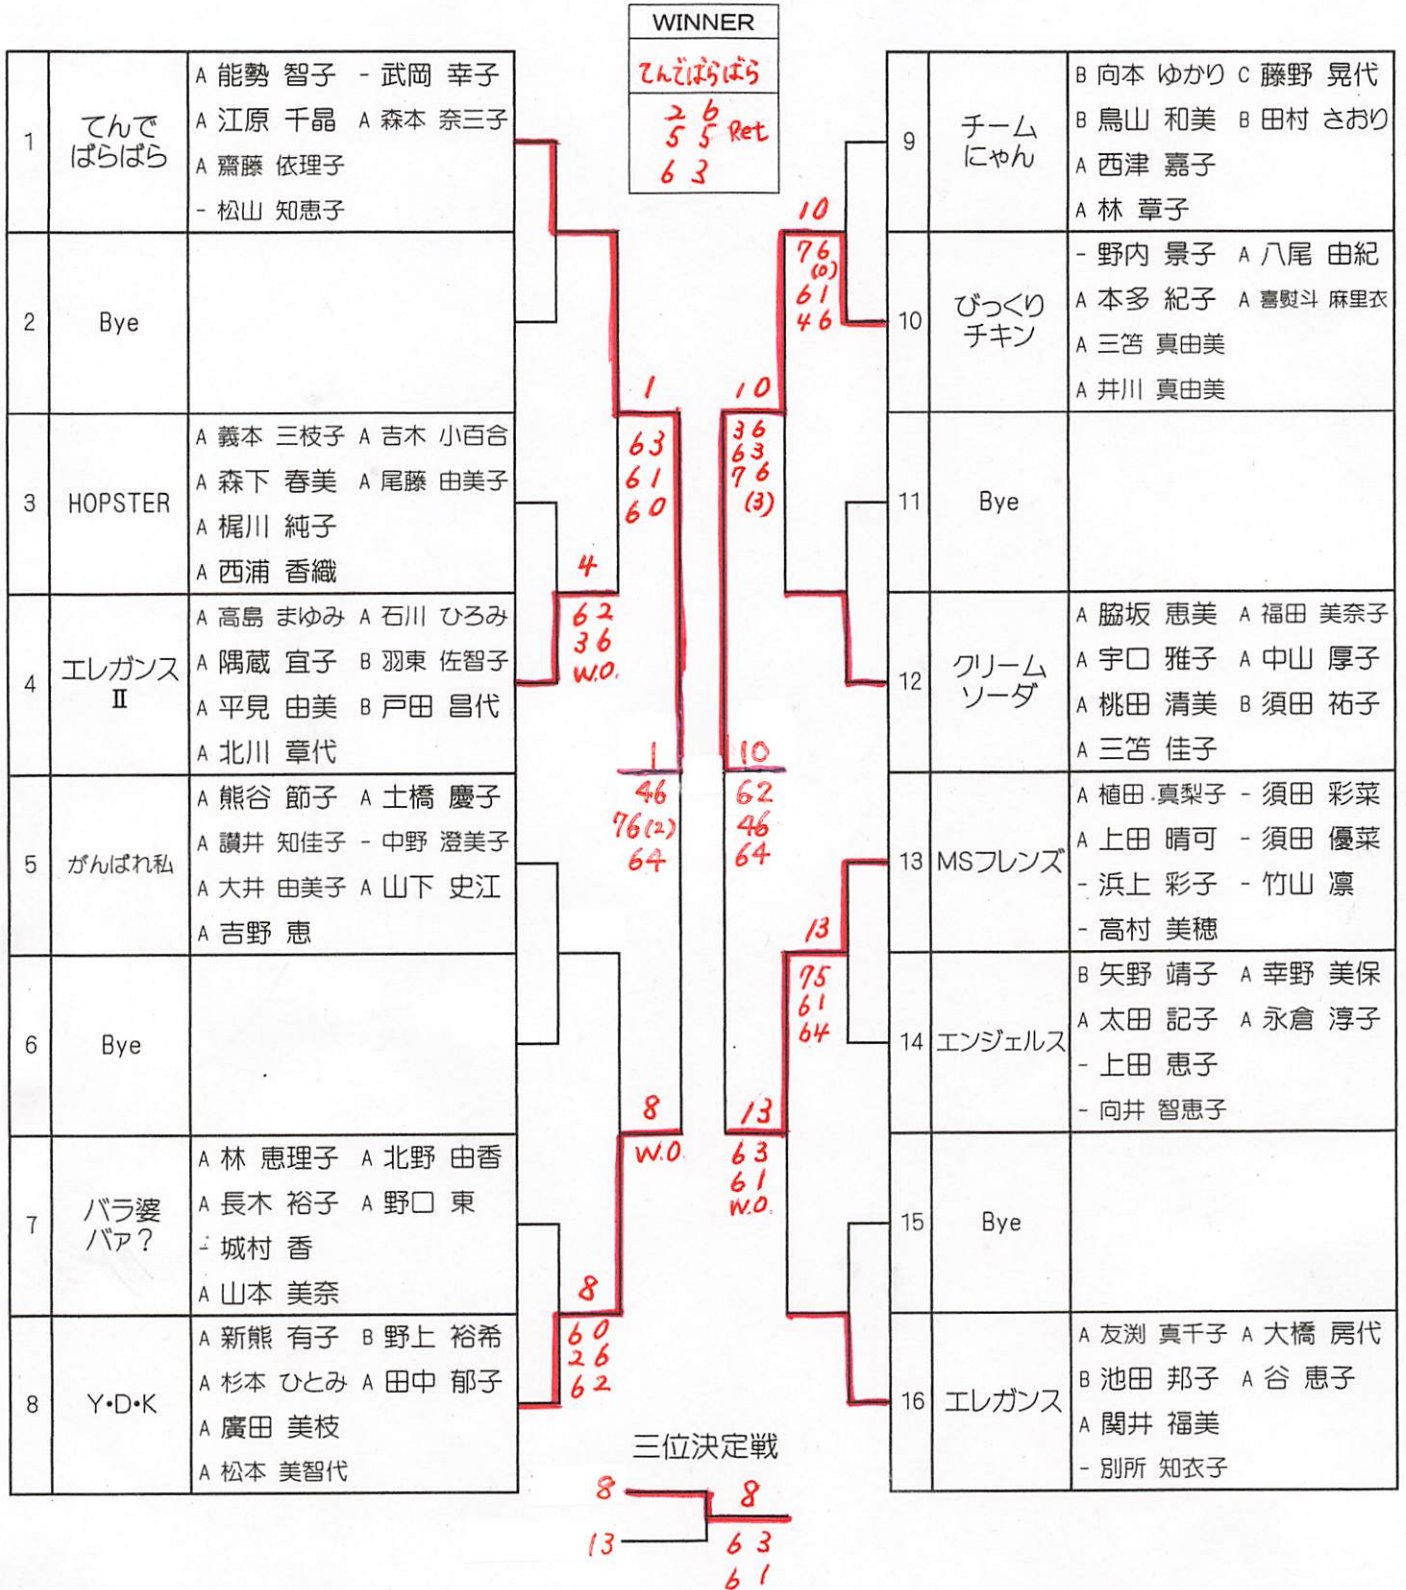 WINNER
てんでばらばら
2 6
5 5 Ret
6 3
1
てんで
ばらばら
A 能勢 智子 - 武岡 幸子
A 江原 千晶 A 森本 奈三子
A 齋藤 依理子
- 松山 知恵子
2
Bye
3
HOPSTER
A 義本 三枝子 A 吉木 小百合
A 森下 春美 A 尾藤 由美子
A 梶川 純子
A 西浦 香織
4
エレガンス
Ⅱ
A 高島 まゆみ A 石川 ひろみ
A 隅蔵 宜子 B 羽東 佐智子
A 平見 由美 B 戸田 昌代
A 北川 章代
5
がんばれ私
A 熊谷 節子 A 土橋 慶子
A 讃井 知佳子 - 中野 澄美子
A 大井 由美子 A 山下 史江
A 吉野 恵
6
Bye
7
バラ婆
バァ?
A 林 恵理子 A 北野 由香
A 長木 裕子 A 野口 東
- 城村 香
A 山本 美奈
8
Y・D・K
A 新熊 有子 B 野上 裕希
A 杉本 ひとみ A 田中 郁子
A 廣田 美枝
A 松本 美智代
4
62
36
W.O.
8
60
26
62
1
63
61
60
8
W.O.
1
46
76(2)
64
10
62
46
64
10
36
63
76
(3)
13
63
61
W.O.
10
76
(0)
61
46
13
75
61
64
9
チーム
にゃん
B 向本 ゆかり C 藤野 晃代
B 鳥山 和美 B 田村 さおり
A 西津 嘉子
A 林 章子
10
びっくり
チキン
- 野内 景子 A 八尾 由紀
A 本多 紀子 A 喜熨斗 麻里衣
A 三笘 真由美
A 井川 真由美
11
Bye
12
クリーム
ソーダ
A 脇坂 恵美 A 福田 美奈子
A 宇口 雅子 A 中山 厚子
A 桃田 清美 B 須田 祐子
A 三笘 佳子
13
MSフレンズ
A 植田 真梨子 - 須田 彩菜
A 上田 晴可 - 須田 優菜
- 浜上 彩子 - 竹山 凛
- 高村 美穂
14
エンジェルス
B 矢野 靖子 A 幸野 美保
A 太田 記子 A 永倉 淳子
- 上田 恵子
- 向井 智恵子
15
Bye
16
エレガンス
A 友渕 真千子 A 大橋 房代
B 池田 邦子 A 谷 恵子
A 関井 福美
- 別所 知衣子
三位決定戦
8
13
8
63
61